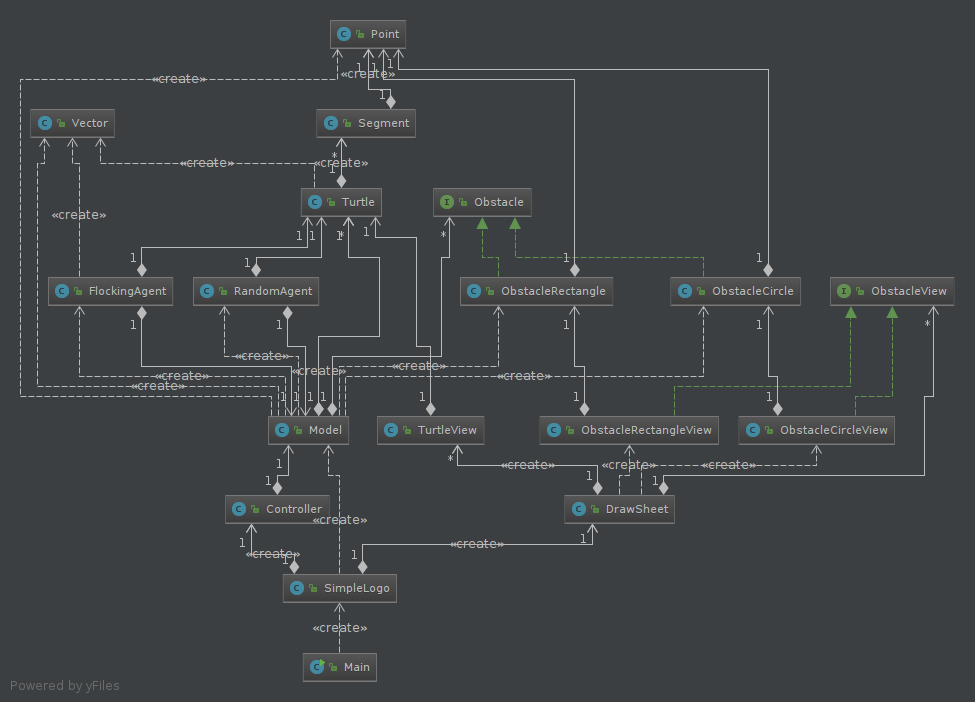 C Point
1 1 1
«create» «create»
1
C Vector
C Segment
*
«create» «create»
1
C Turtle
I Obstacle
«create»
1 1 1 * 1 *
1 1 1 1
C FlockingAgent
C RandomAgent
C ObstacleRectangle
C ObstacleCircle
I ObstacleView
1 1 1 1 *
«create»
«create» «create»
«create» «create»
«create»
1 1 1 1 1 1 1
C Model
C TurtleView
C ObstacleRectangleView
C ObstacleCircleView
*
1 «create» «create» «create»
1 1 1
C Controller
C DrawSheet
«create»
1 1
«create» 1 1 «create»
C SimpleLogo
«create»
C Main
Powered by yFiles